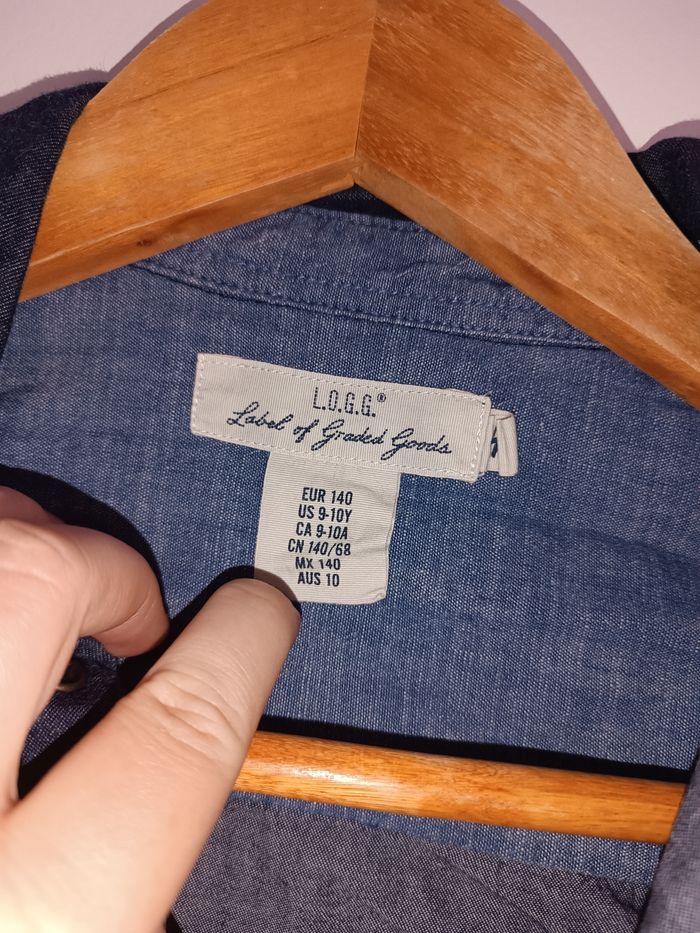 L.O.G.G.®
Label of Graded Goods
EUR 140
US 9-10Y
CA 9-10A
CN 140/68
MX 140
AUS 10